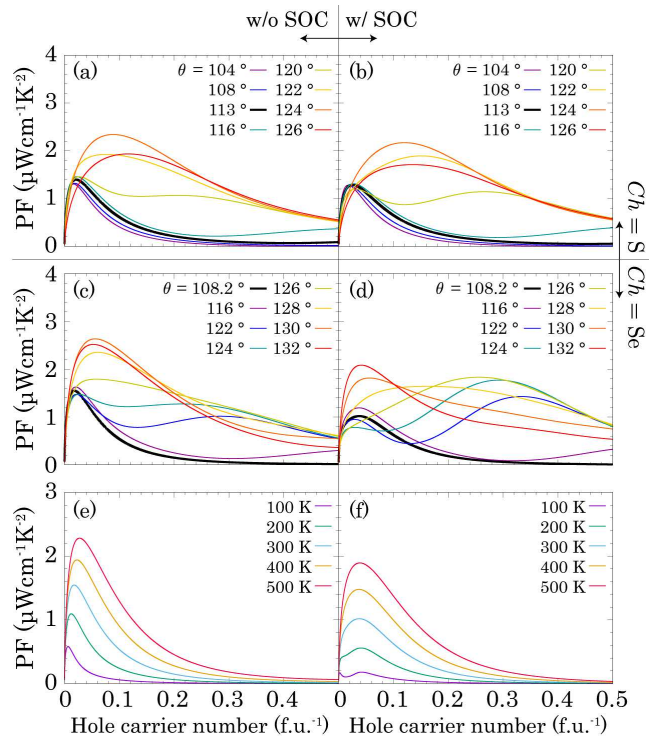 w/o SOC w/ SOC
4
3
2
1
0
PF (µWcm⁻¹K⁻²)
(a)
θ = 104 ° 120 °
108 ° 122 °
113 ° 124 °
116 ° 126 °
(b)
θ = 104 ° 120 °
108 ° 122 °
113 ° 124 °
116 ° 126 °
Ch = S
Ch = Se
4
3
2
1
0
PF (µWcm⁻¹K⁻²)
(c)
θ = 108.2 ° 126 °
116 ° 128 °
122 ° 130 °
124 ° 132 °
(d)
θ = 108.2 ° 126 °
116 ° 128 °
122 ° 130 °
124 ° 132 °
3
2
1
0
PF (µWcm⁻¹K⁻²)
(e)
100 K
200 K
300 K
400 K
500 K
(f)
100 K
200 K
300 K
400 K
500 K
0 0.1 0.2 0.3 0.4 0 0.1 0.2 0.3 0.4 0.5
Hole carrier number (f.u.⁻¹) Hole carrier number (f.u.⁻¹)